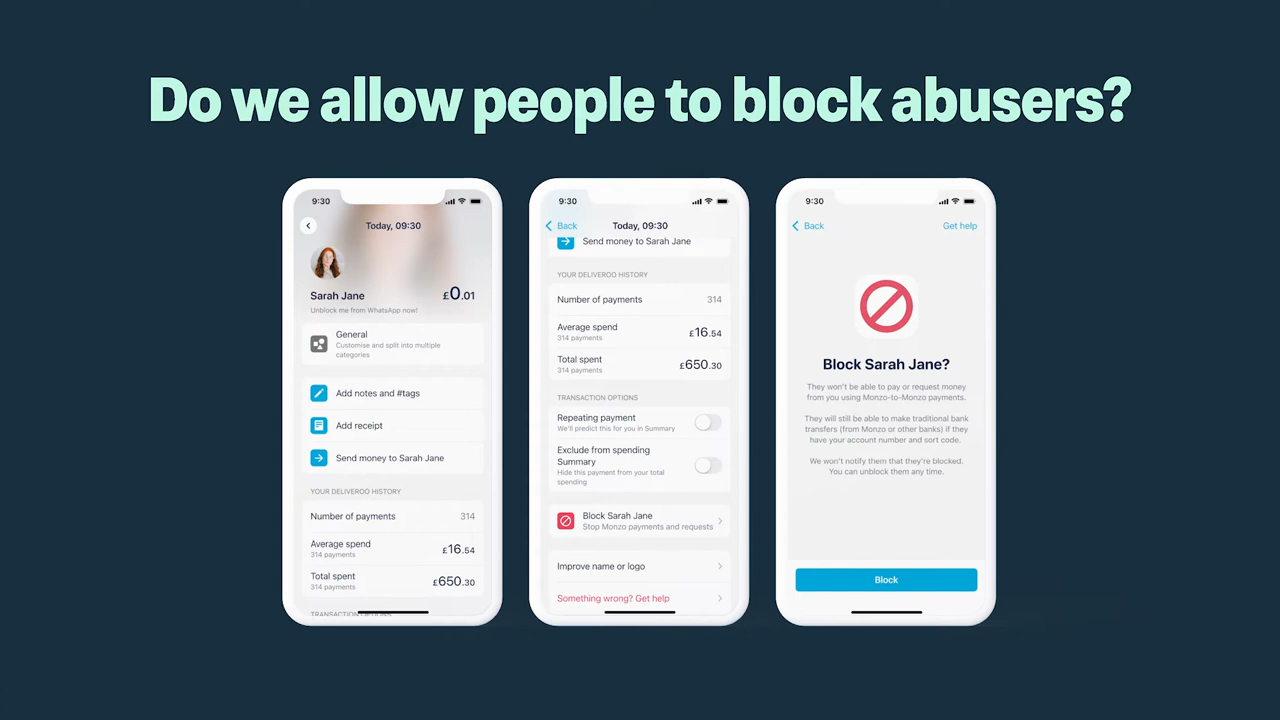 Do we allow people to block abusers?
9:30
Today, 09:30
Sarah Jane
£0.01
Unblock me from WhatsApp now!
General
Customise and split into multiple
categories
Add notes and #tags
Add receipt
Send money to Sarah Jane
YOUR DELIVEROO HISTORY
Number of payments 314
Average spend
314 payments
£16.54
Total spent
314 payments
£650.30
TRANSACTION OPTIONS
9:30
Back
Today, 09:30
Send money to Sarah Jane
YOUR DELIVEROO HISTORY
Number of payments 314
Average spend
314 payments
£16.54
Total spent
314 payments
£650.30
TRANSACTION OPTIONS
Repeating payment
We'll predict this for you in Summary
Exclude from spending
Summary
Hide this payment from your total
spending
Block Sarah Jane
Stop Monzo payments and requests
Improve name or logo
Something wrong? Get help
9:30
Back
Get help
Block Sarah Jane?
They won't be able to pay or request money
from you using Monzo-to-Monzo payments.
They will still be able to make traditional bank
transfers (from Monzo or other banks) if they
have your account number and sort code.
We won't notify them that they're blocked.
You can unblock them any time.
Block